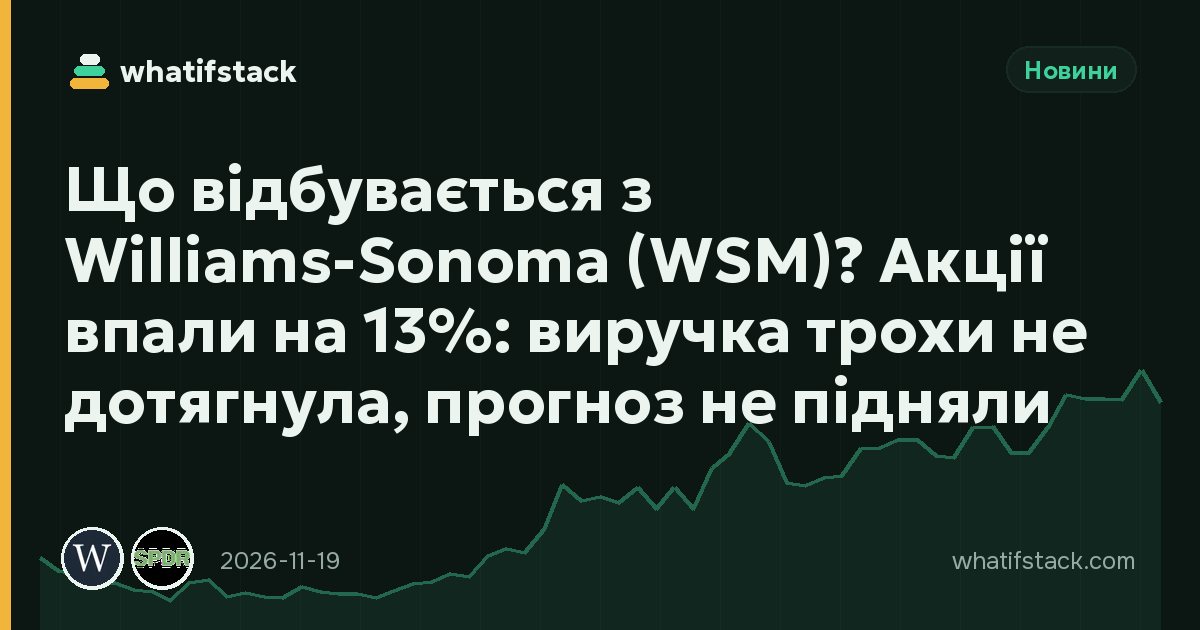 whatifstack
Новини
Що відбувається з
Williams-Sonoma (WSM)? Акції
впали на 13%: виручка трохи не
дотягнула, прогноз не підняли
W
SPDR
2026-11-19
whatifstack.com